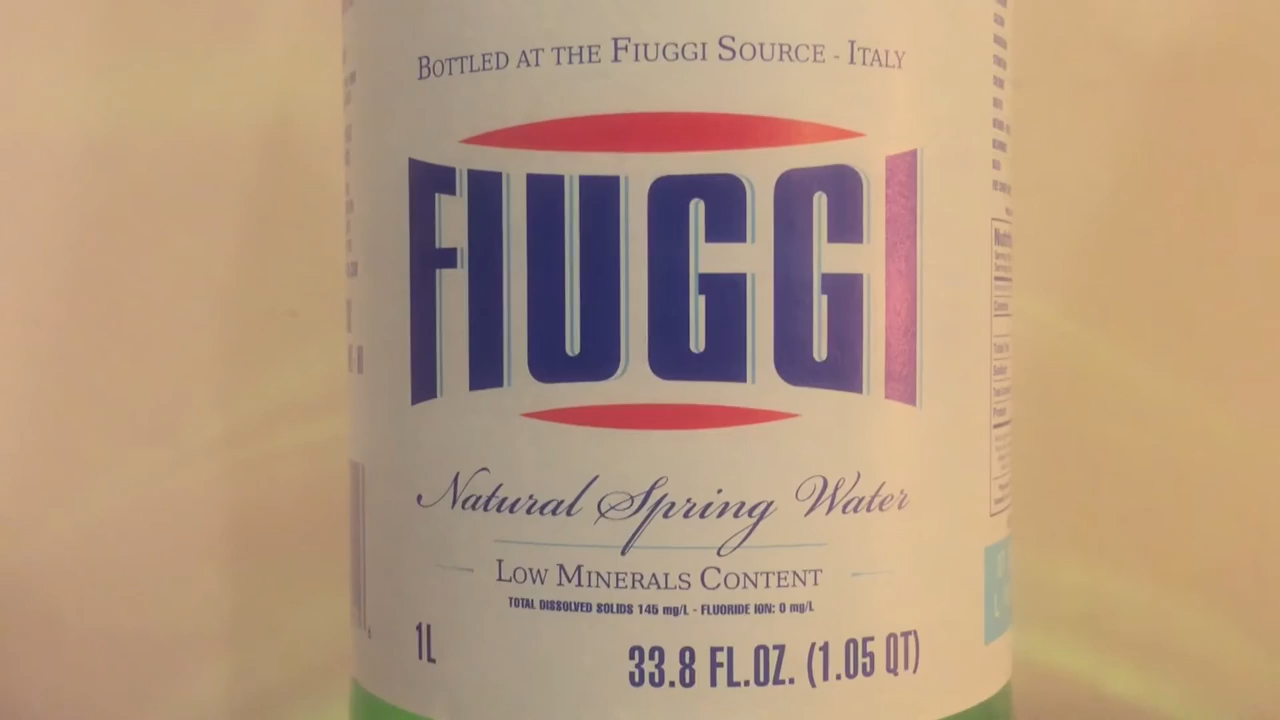 BOTTLED AT THE FIUGGI SOURCE - ITALY
FIUGGI
Natural Spring Water
LOW MINERALS CONTENT
TOTAL DISSOLVED SOLIDS 145 mg/L - FLUORIDE ION: 0 mg/L
1L
33.8 FL.OZ. (1.05 QT)